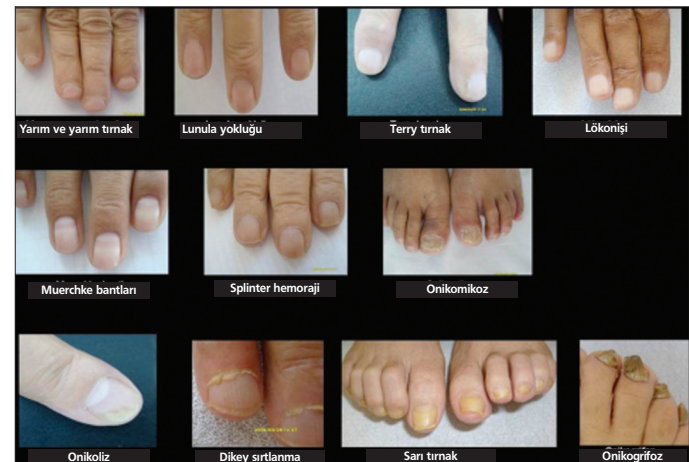 Yarım ve yarım tırnak
Lunula yokluğu
Terry tırnak
Lökonişi
Muerchke bantları
Splinter hemoraji
Onikomikoz
Onikoliz
Dikey sırtlanma
Sarı tırnak
Onikogrifoz